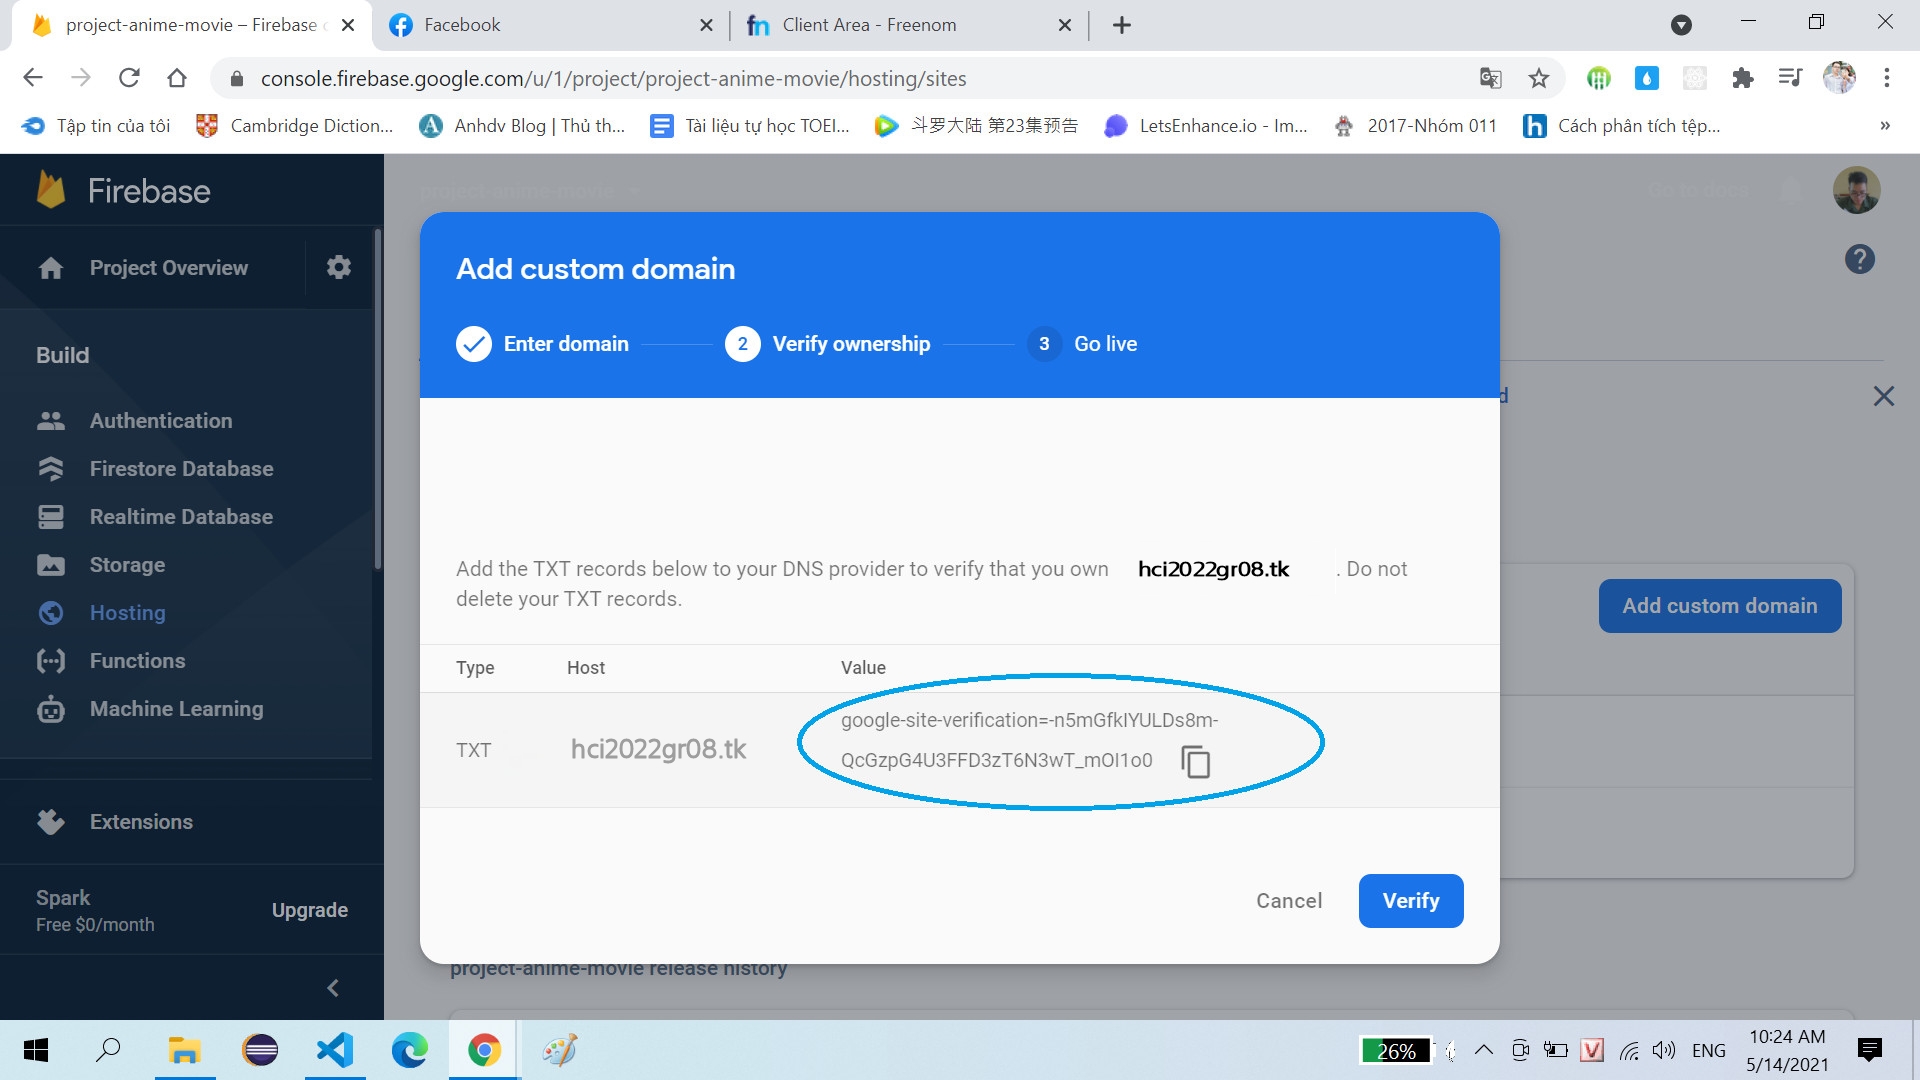 project-anime-movie – Firebase c
Facebook
Client Area - Freenom
console.firebase.google.com/u/1/project/project-anime-movie/hosting/sites
Tập tin của tôi
Cambridge Diction...
Anhdv Blog | Thủ th...
Tài liệu tự học TOEI...
斗罗大陆 第23集预告
LetsEnhance.io - Im...
2017-Nhóm 011
Cách phân tích tệp...
»
Firebase
project-anime-movie
Go to docs
Project Overview
Build
Authentication
Firestore Database
Realtime Database
Storage
Hosting
Functions
Machine Learning
Extensions
Spark
Free $0/month
Upgrade
Add custom domain
Enter domain
2 Verify ownership
3 Go live
d
Add the TXT records below to your DNS provider to verify that you own hci2022gr08.tk . Do not
delete your TXT records.
Type Host Value
TXT hci2022gr08.tk
google-site-verification=-n5mGfkIYULDs8m-
QcGzpG4U3FFD3zT6N3wT_mOI1o0
Cancel Verify
Add custom domain
project-anime-movie release history
26%
ENG
10:24 AM
5/14/2021